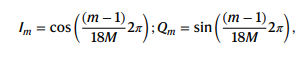 I_m = cos((m − 1)/18M 2π); Q_m = sin((m − 1)/18M 2π),